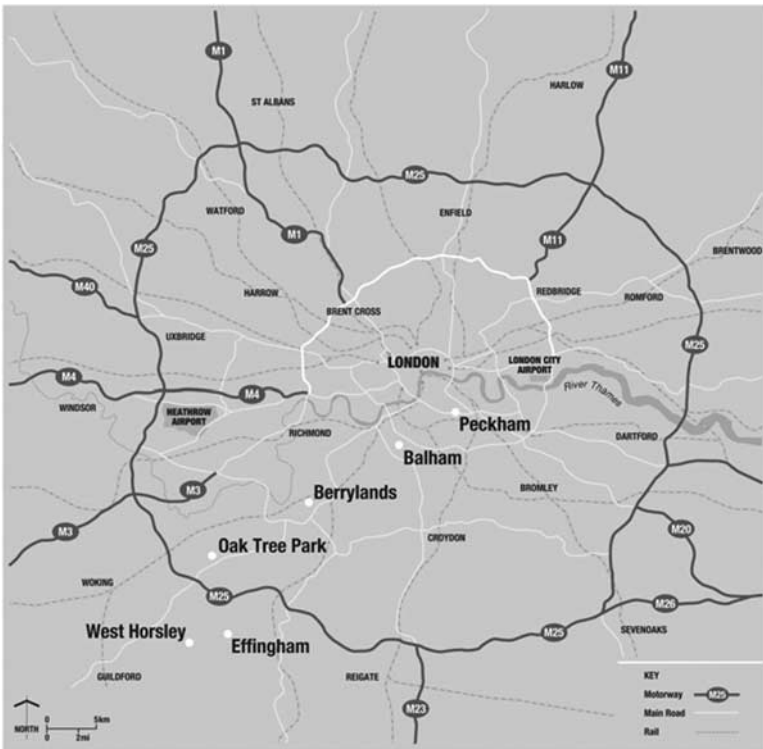 M1
M11
HARLOW
ST ALBANS
M25
WATFORD
ENFIELD
M1
M11
M25
BRENTWOOD
M40
HARROW
REDBRIDGE
ROMFORD
BRENT CROSS
UXBRIDGE
M25
LONDON
LONDON CITY
AIRPORT
M4
M4
River Thames
WINDSOR
HEATHROW
AIRPORT
Peckham
RICHMOND
DARTFORD
Balham
M3
Berrylands
BROMLEY
M3
M20
CROYDON
Oak Tree Park
WOKING
M25
M26
West Horsley
Effingham
M25
SEVENOAKS
GUILDFORD
REIGATE
KEY
Motorway
M25
M23
Main Road
Rail
NORTH
0
5km
0
2mi